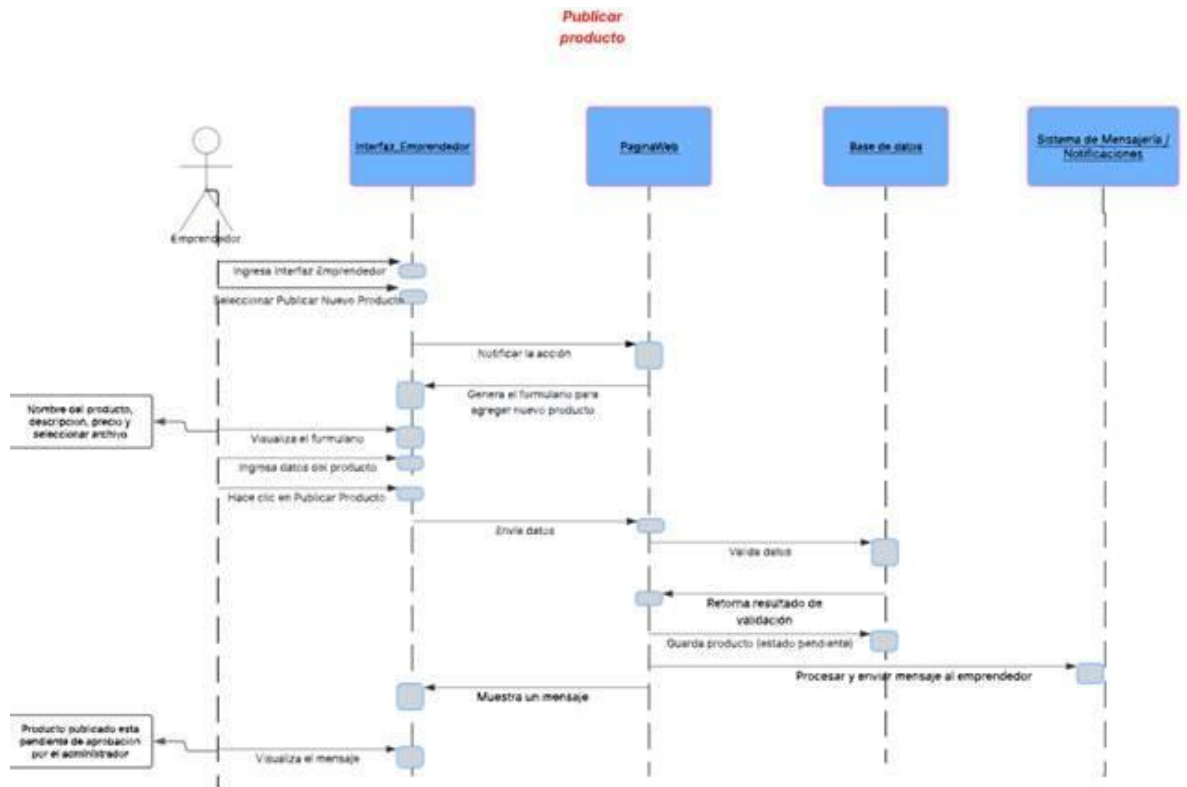 Publicar
producto
Interfaz_Emprendedor
PaginaWeb
Base de datos
Sistema de Mensajería /
Notificaciones
Emprendedor
Ingresa Interfaz Emprendedor
Seleccionar Publicar Nuevo Producto
Notificar la acción
Genera el formulario para
agregar nuevo producto
Nombre del producto,
descripcion, precio y
seleccionar archivo
Visualiza el formulario
Ingresa datos del producto
Hace clic en Publicar Producto
Envia datos
Valida datos
Retorna resultado de
validación
Guarda producto (estado pendiente)
Procesar y enviar mensaje al emprendedor
Muestra un mensaje
Producto publicado esta
pendiente de aprobacion
por el administrador
Visualiza el mensaje